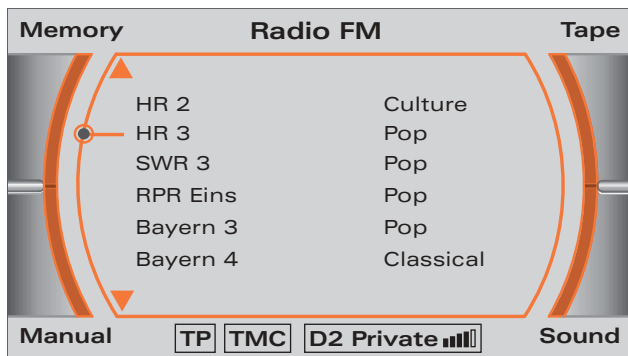 Memory Radio FM Tape
HR 2 Culture
HR 3 Pop
SWR 3 Pop
RPR Eins Pop
Bayern 3 Pop
Bayern 4 Classical
Manual TP TMC D2 Private Sound